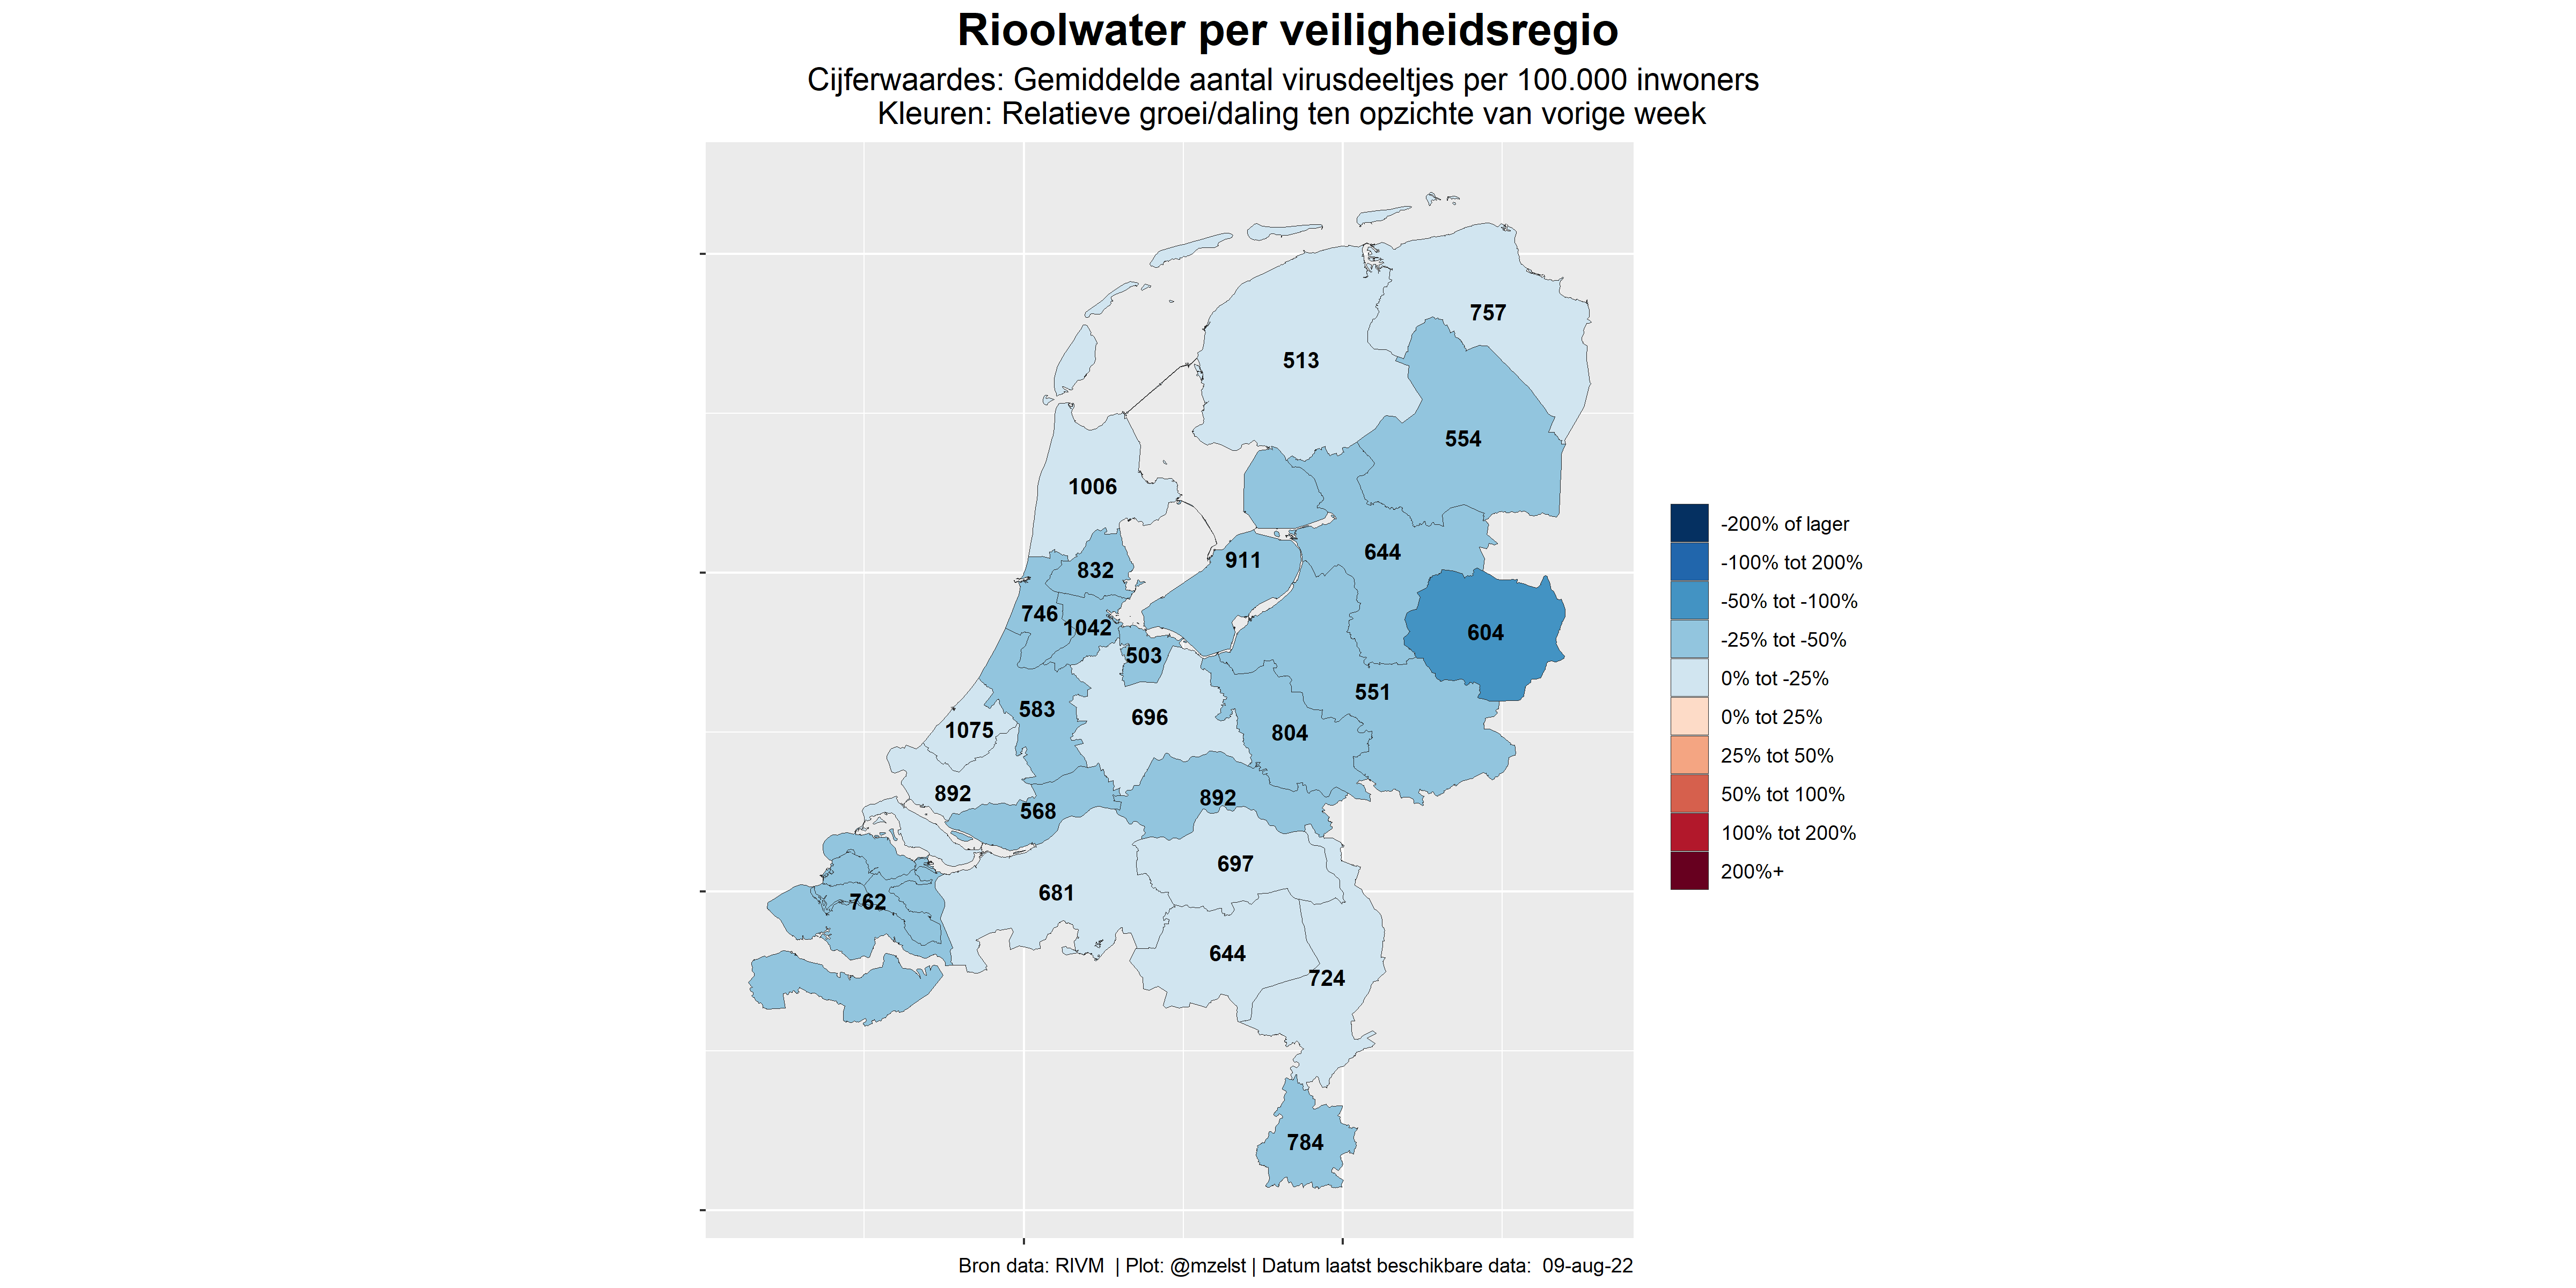 Rioolwater per veiligheidsregio
Cijferwaardes: Gemiddelde aantal virusdeeltjes per 100.000 inwoners
Kleuren: Relatieve groei/daling ten opzichte van vorige week
757
513
554
1006
911
644
832
746
1042
604
503
551
583
696
1075
804
892
568
892
697
681
762
644
724
784
-200% of lager
-100% tot 200%
-50% tot -100%
-25% tot -50%
0% tot -25%
0% tot 25%
25% tot 50%
50% tot 100%
100% tot 200%
200%+
Bron data: RIVM | Plot: @mzelst | Datum laatst beschikbare data: 09-aug-22